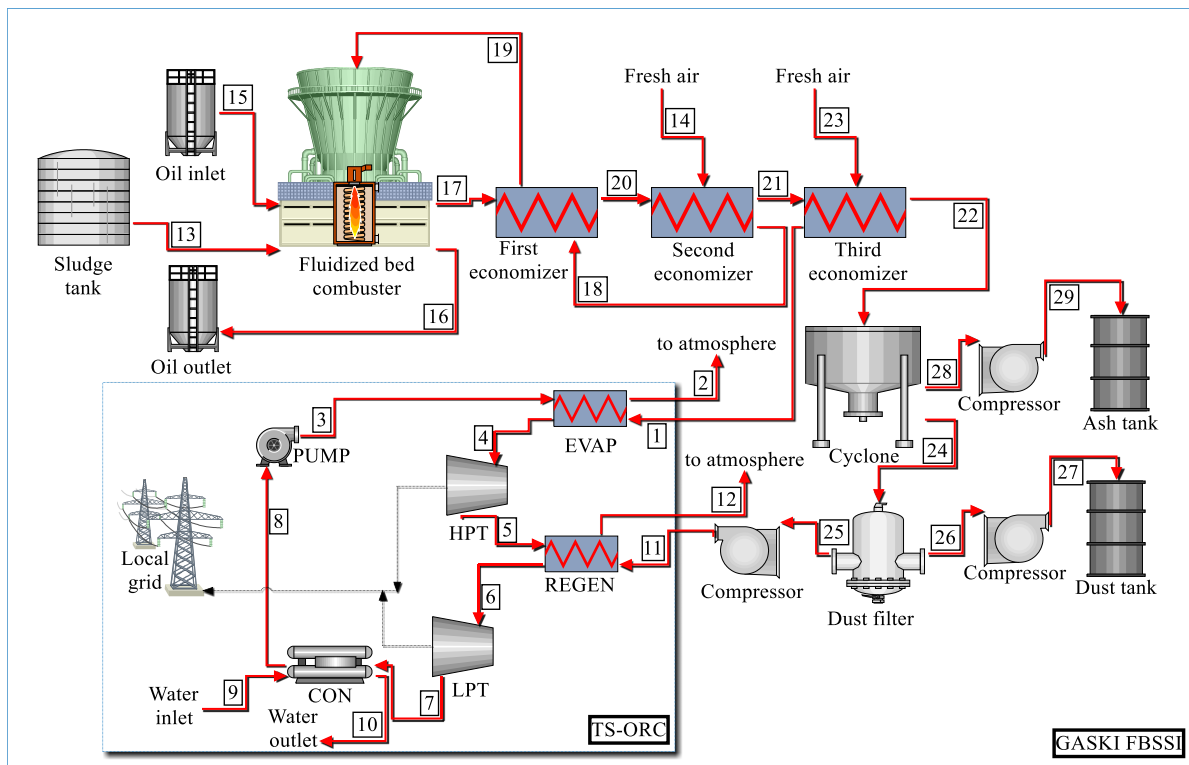 19
Fresh air
Fresh air
15
14
23
Oil inlet
17
20
21
22
13
First
economizer
Second
economizer
Third
economizer
Sludge
tank
Fluidized bed
combuster
18
29
16
Oil outlet
to atmosphere
28
Compressor
2
Ash tank
3
4
1
PUMP
EVAP
Cyclone
24
to atmosphere
27
12
8
5
HPT
25
26
11
Local
grid
REGEN
Compressor
Compressor
Dust tank
6
Dust filter
Water
inlet
9
CON
7
LPT
Water
outlet
10
TS-ORC
GASKI FBSSI